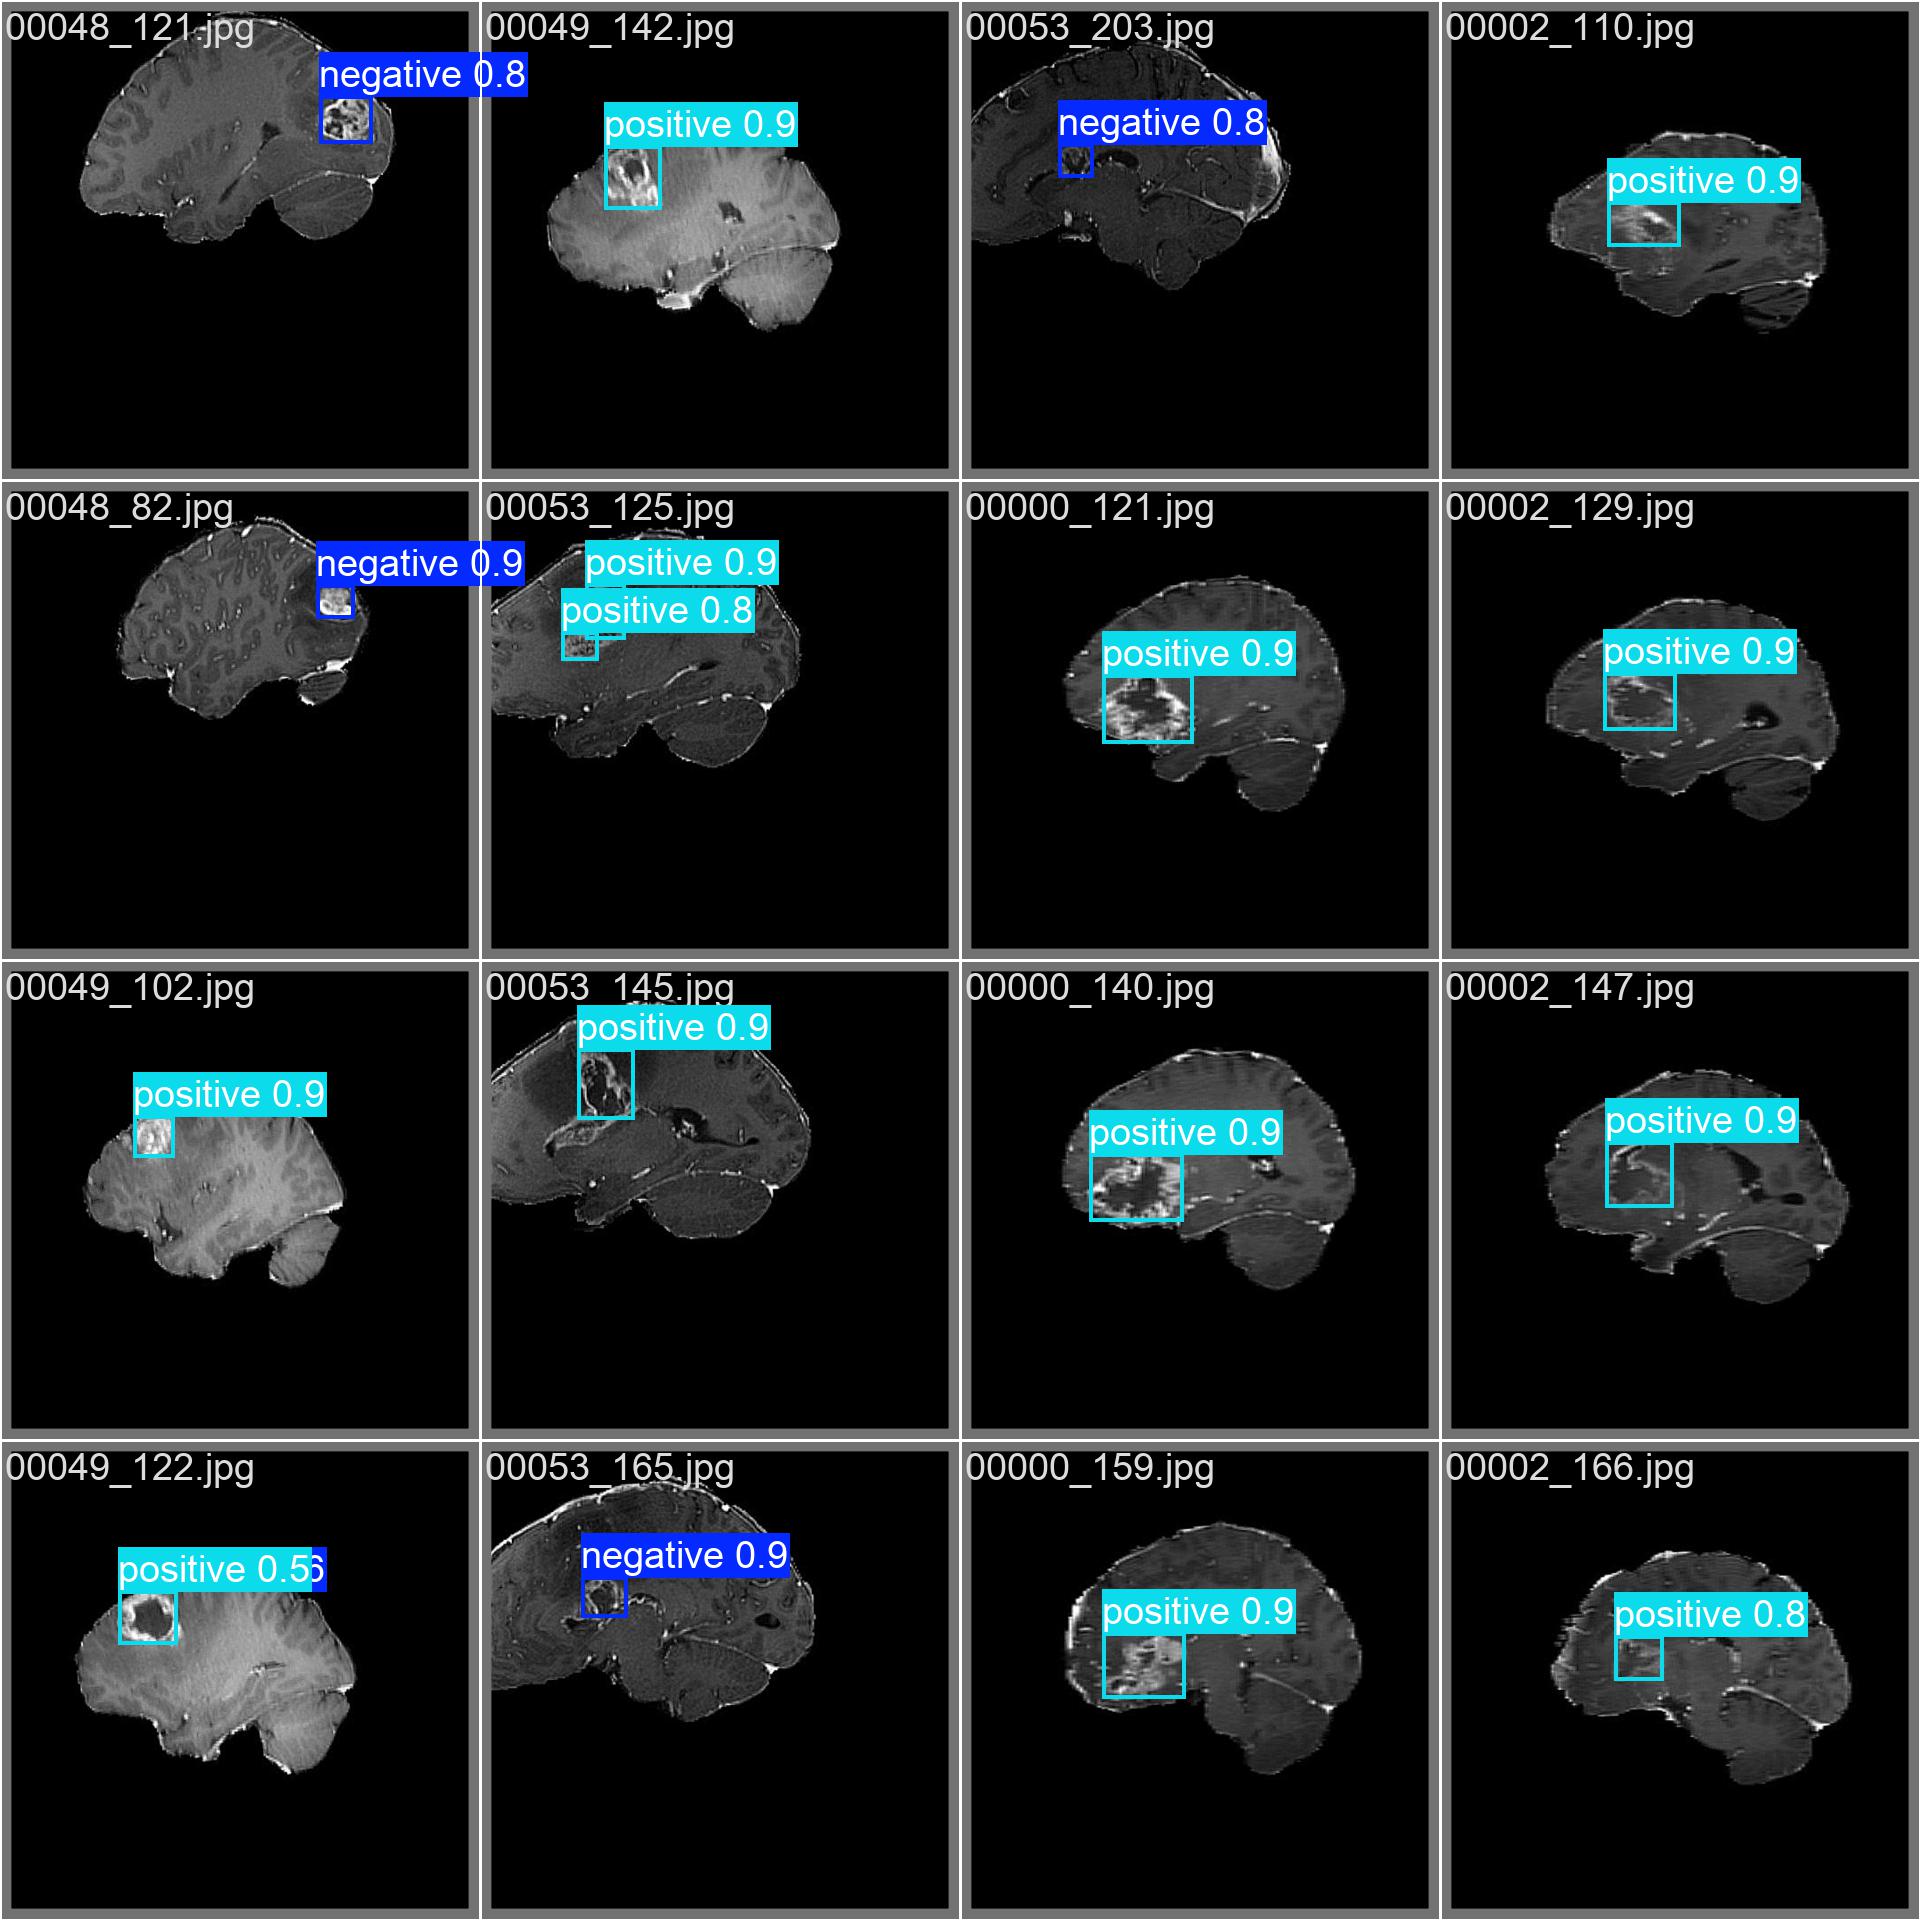 00048_121.jpg
negative 0.8
00049_142.jpg
positive 0.9
00053_203.jpg
negative 0.8
00002_110.jpg
positive 0.9
00048_82.jpg
negative 0.9
00053_125.jpg
positive 0.9
positive 0.8
00000_121.jpg
positive 0.9
00002_129.jpg
positive 0.9
00049_102.jpg
positive 0.9
00053_145.jpg
positive 0.9
00000_140.jpg
positive 0.9
00002_147.jpg
positive 0.9
00049_122.jpg
positive 0.5
6
00053_165.jpg
negative 0.9
00000_159.jpg
positive 0.9
00002_166.jpg
positive 0.8